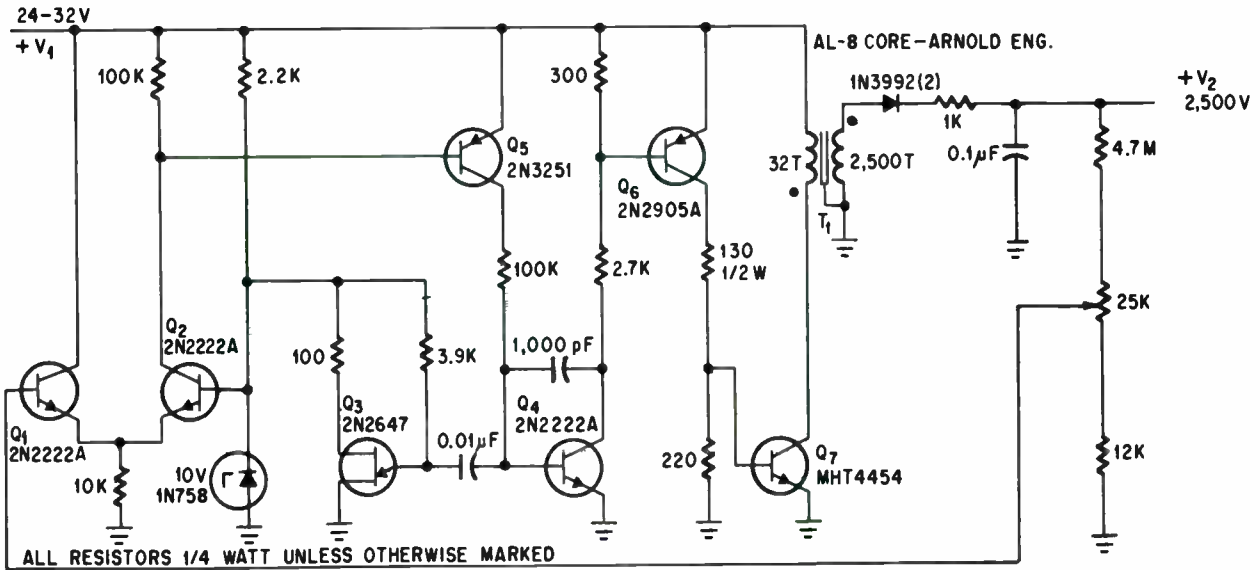 24-32V
+V₁
100K
2.2K
300
AL-8 CORE-ARNOLD ENG.
1N3992(2)
+V₂
2,500V
1K
0.1µF
4.7M
Q5
2N3251
Q6
2N2905A
32T
2,500T
T1
100K
2.7K
130
1/2 W
25K
Q2
2N2222A
100
3.9K
1,000 pF
Q1
2N2222A
Q3
2N2647
0.01µF
Q4
2N2222A
10K
10V
1N758
220
Q7
MHT4454
12K
ALL RESISTORS 1/4 WATT UNLESS OTHERWISE MARKED